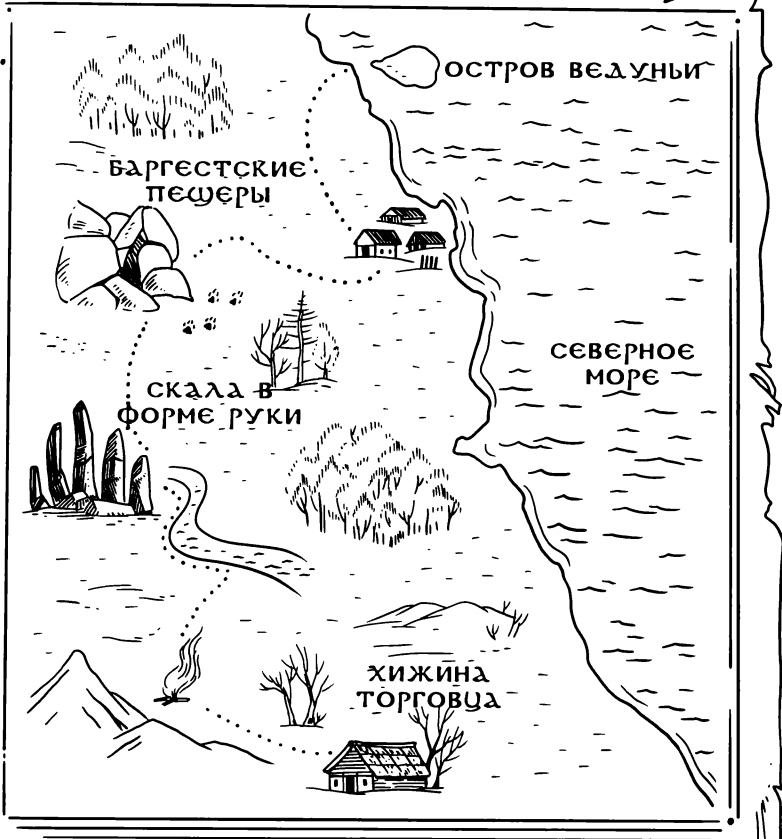 ОСТРОВ ВЕДУНЬИ
БАРГЕСТСКИЕ
ПЕЩЕРЫ
СЕВЕРНОЕ
МОРЕ
СКАЛА В
ФОРМЕ РУКИ
ХИЖИНА
ТОРГОВЦА